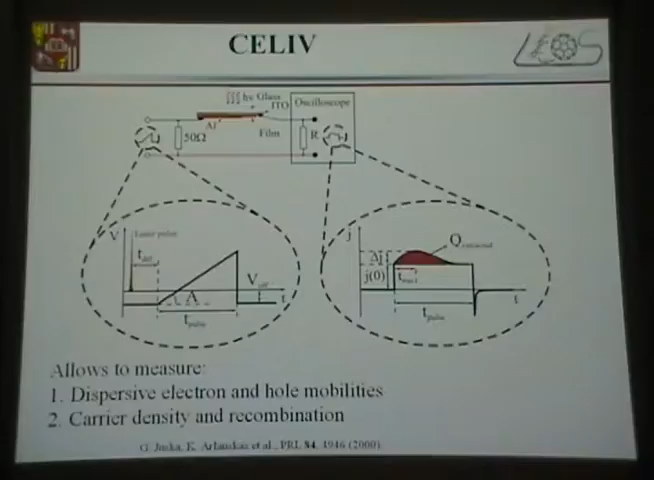 CELIV
hν Glass
ITO
Oscilloscope
Al
Film
50Ω
R
V
Laser pulse
t_del
V_off
A
t
t_pulse
j
Δj
j(0)
Q_extracted
t_max
t
t_pulse
Allows to measure:
1. Dispersive electron and hole mobilities
2. Carrier density and recombination
G. Juska, K. Arlauskas et al., PRL 84, 4946 (2000)